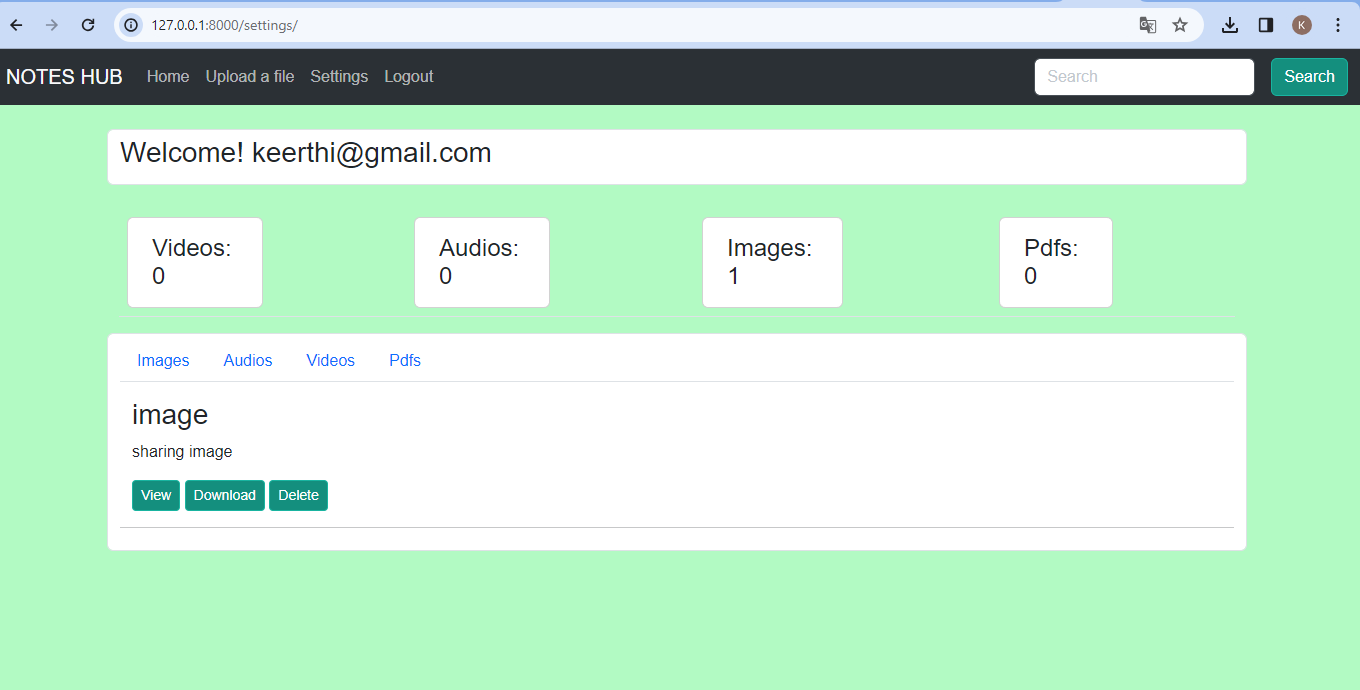 127.0.0.1:8000/settings/
K
NOTES HUB Home Upload a file Settings Logout Search Search
Welcome! keerthi@gmail.com
Videos: Audios: Images: Pdfs:
0 0 1 0
Images Audios Videos Pdfs
image
sharing image
View Download Delete